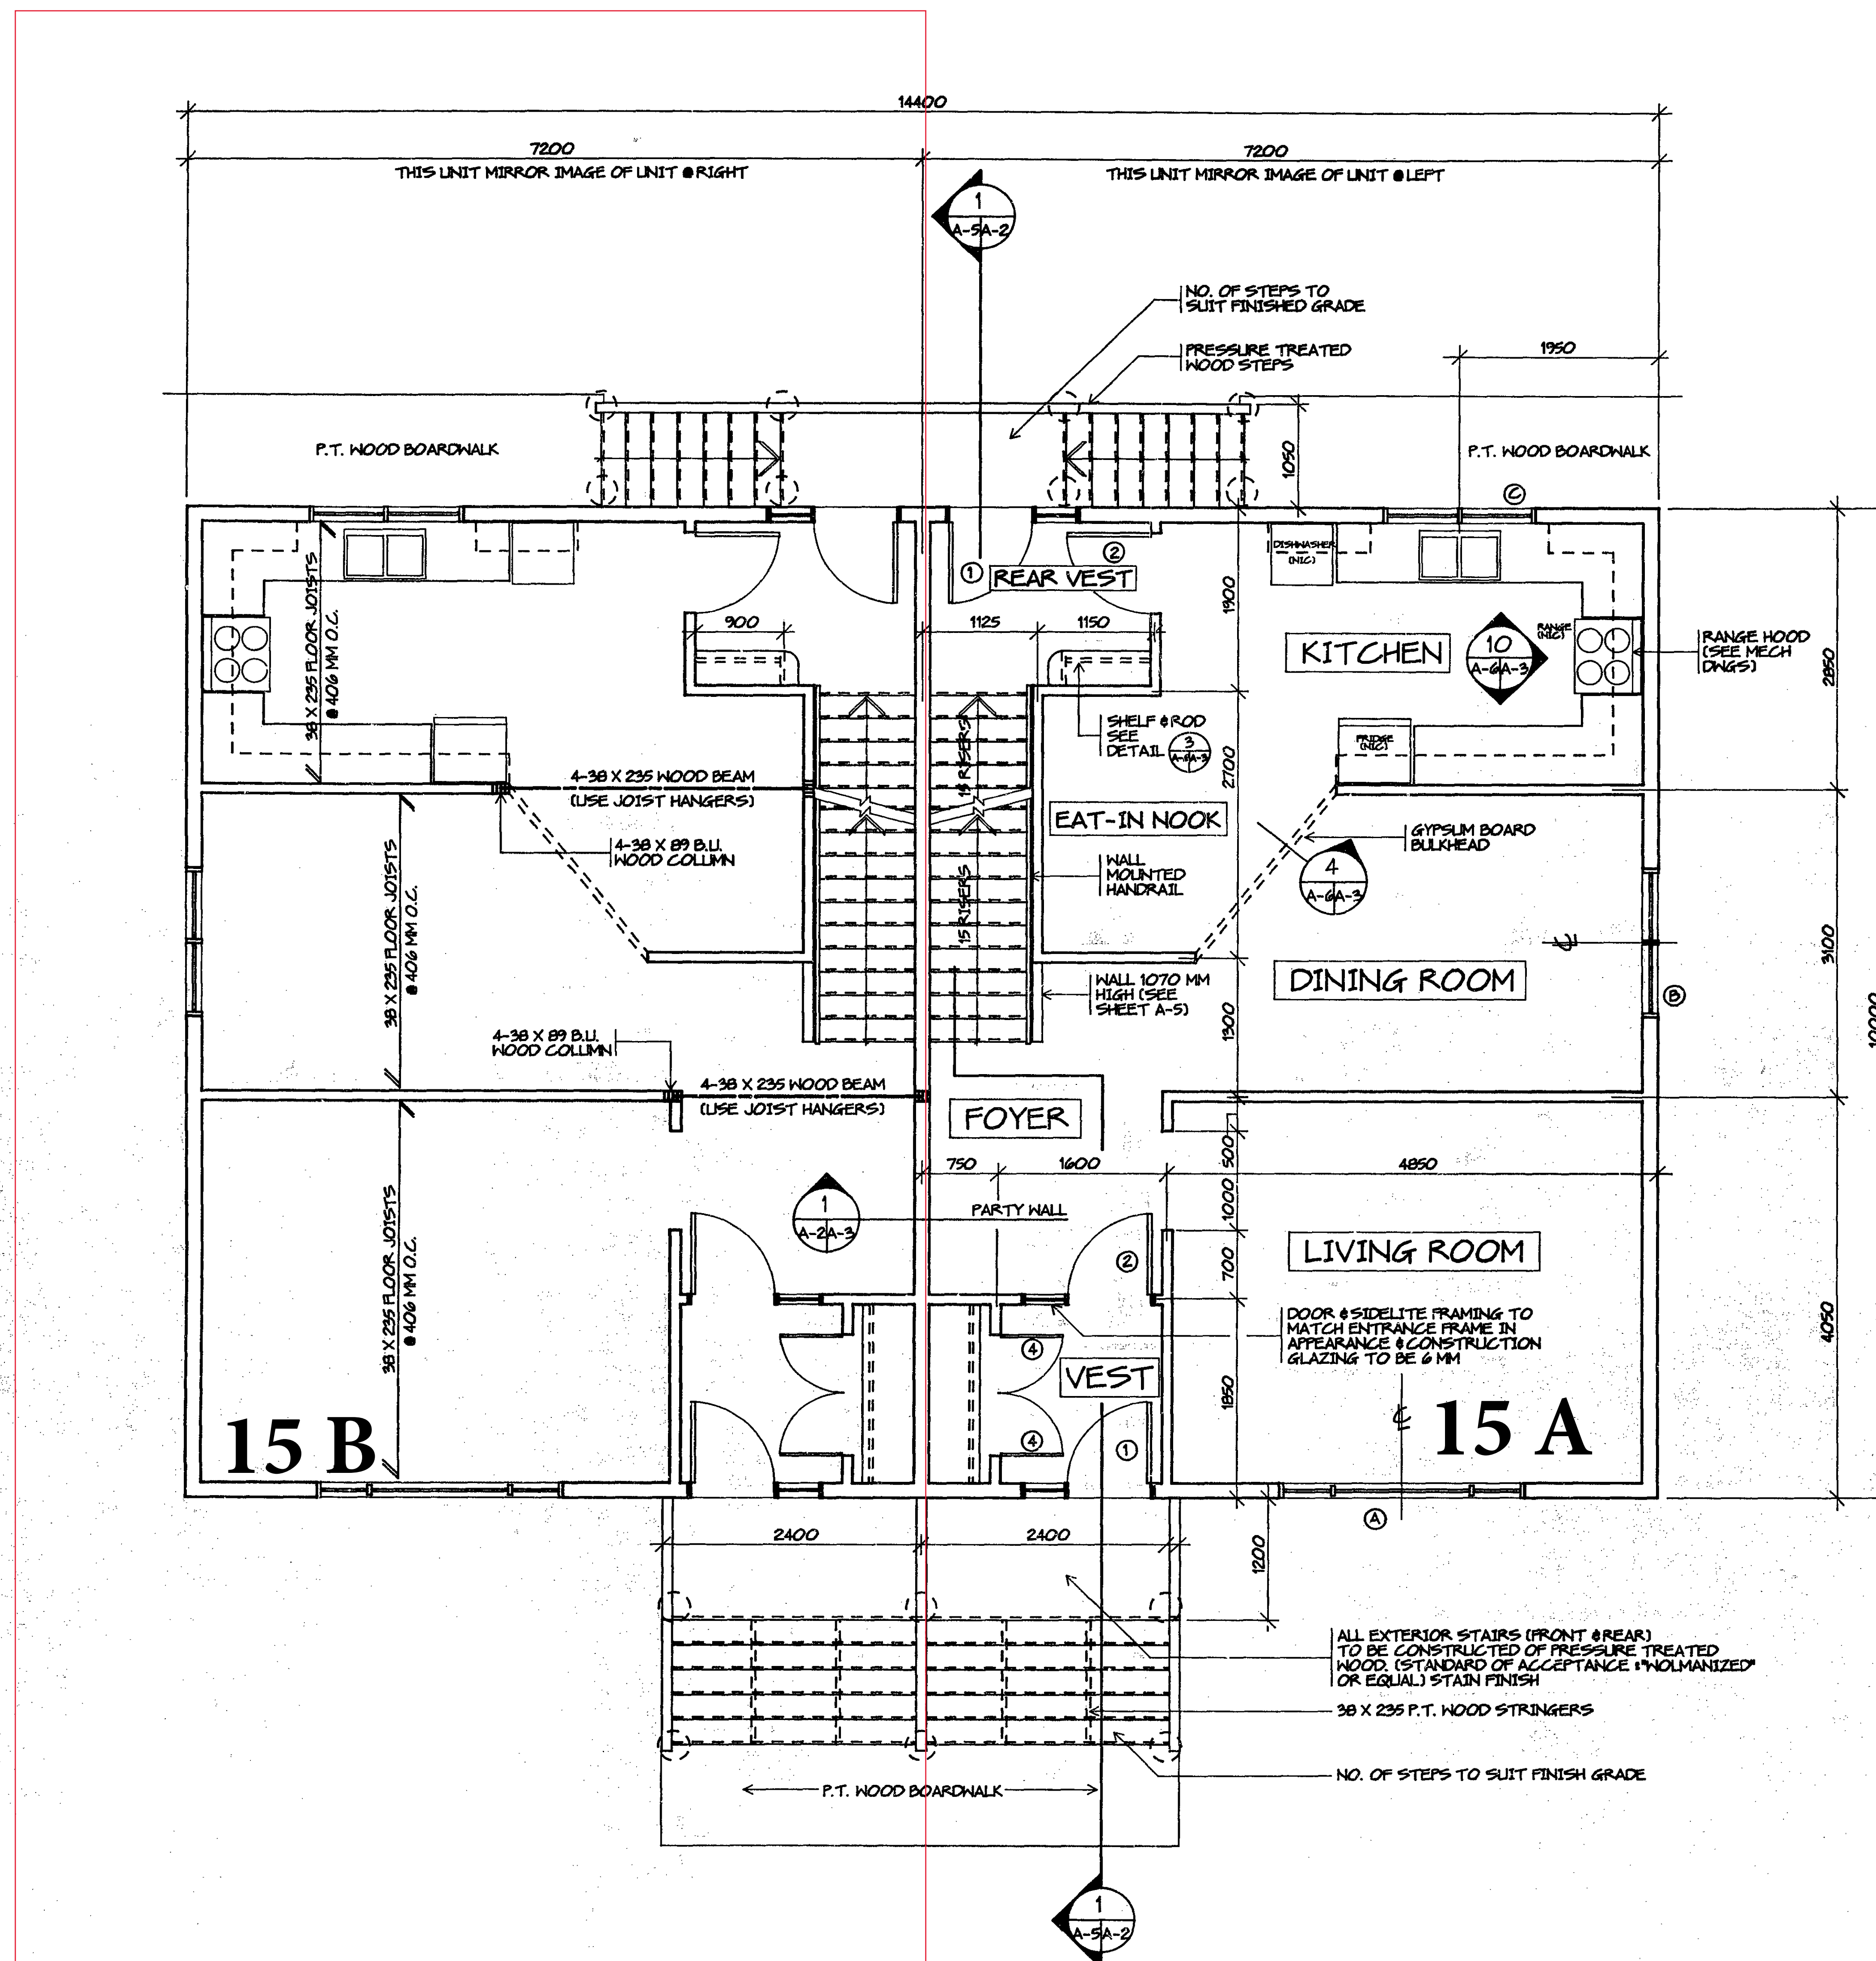 14400
7200
7200
THIS UNIT MIRROR IMAGE OF UNIT @ RIGHT
THIS UNIT MIRROR IMAGE OF UNIT @ LEFT
1
A-5 A-2
NO. OF STEPS TO
SUIT FINISHED GRADE
PRESSURE TREATED
WOOD STEPS
1950
P.T. WOOD BOARDWALK
1050
P.T. WOOD BOARDWALK
C
38 X 235 FLOOR JOISTS
@ 406 MM O.C.
DISHWASHER
(NIC)
1
2
REAR VEST
1900
900
1125
1150
KITCHEN
10
A-6 A-3
RANGE
(NIC)
RANGE HOOD
(SEE MECH
DWGS)
2850
SHELF & ROD
SEE
DETAIL
3
15 RISERS
FRIDGE
(NIC)
2700
4-38 X 235 WOOD BEAM
(USE JOIST HANGERS)
EAT-IN NOOK
GYPSUM BOARD
BULKHEAD
4-38 X 89 B.U.
WOOD COLUMN
WALL
MOUNTED
HANDRAIL
4
A-6 A-3
38 X 235 FLOOR JOISTS
@ 406 MM O.C.
15 RISERS
3100
DINING ROOM
WALL 1070 MM
HIGH (SEE
SHEET A-5)
B
1300
10000
4-38 X 89 B.U.
WOOD COLUMN
4-38 X 235 WOOD BEAM
(USE JOIST HANGERS)
FOYER
500
750
1600
4850
1000
1
A-2 A-3
PARTY WALL
38 X 235 FLOOR JOISTS
@ 406 MM O.C.
2
700
LIVING ROOM
DOOR & SIDELITE FRAMING TO
MATCH ENTRANCE FRAME IN
APPEARANCE & CONSTRUCTION
GLAZING TO BE 6 MM
4050
4
VEST
1850
15 B
15 A
4
1
A
2400
2400
1200
ALL EXTERIOR STAIRS (FRONT & REAR)
TO BE CONSTRUCTED OF PRESSURE TREATED
WOOD. (STANDARD OF ACCEPTANCE : "WOLMANIZED"
OR EQUAL) STAIN FINISH
38 X 235 P.T. WOOD STRINGERS
NO. OF STEPS TO SUIT FINISH GRADE
P.T. WOOD BOARDWALK
1
A-5 A-2